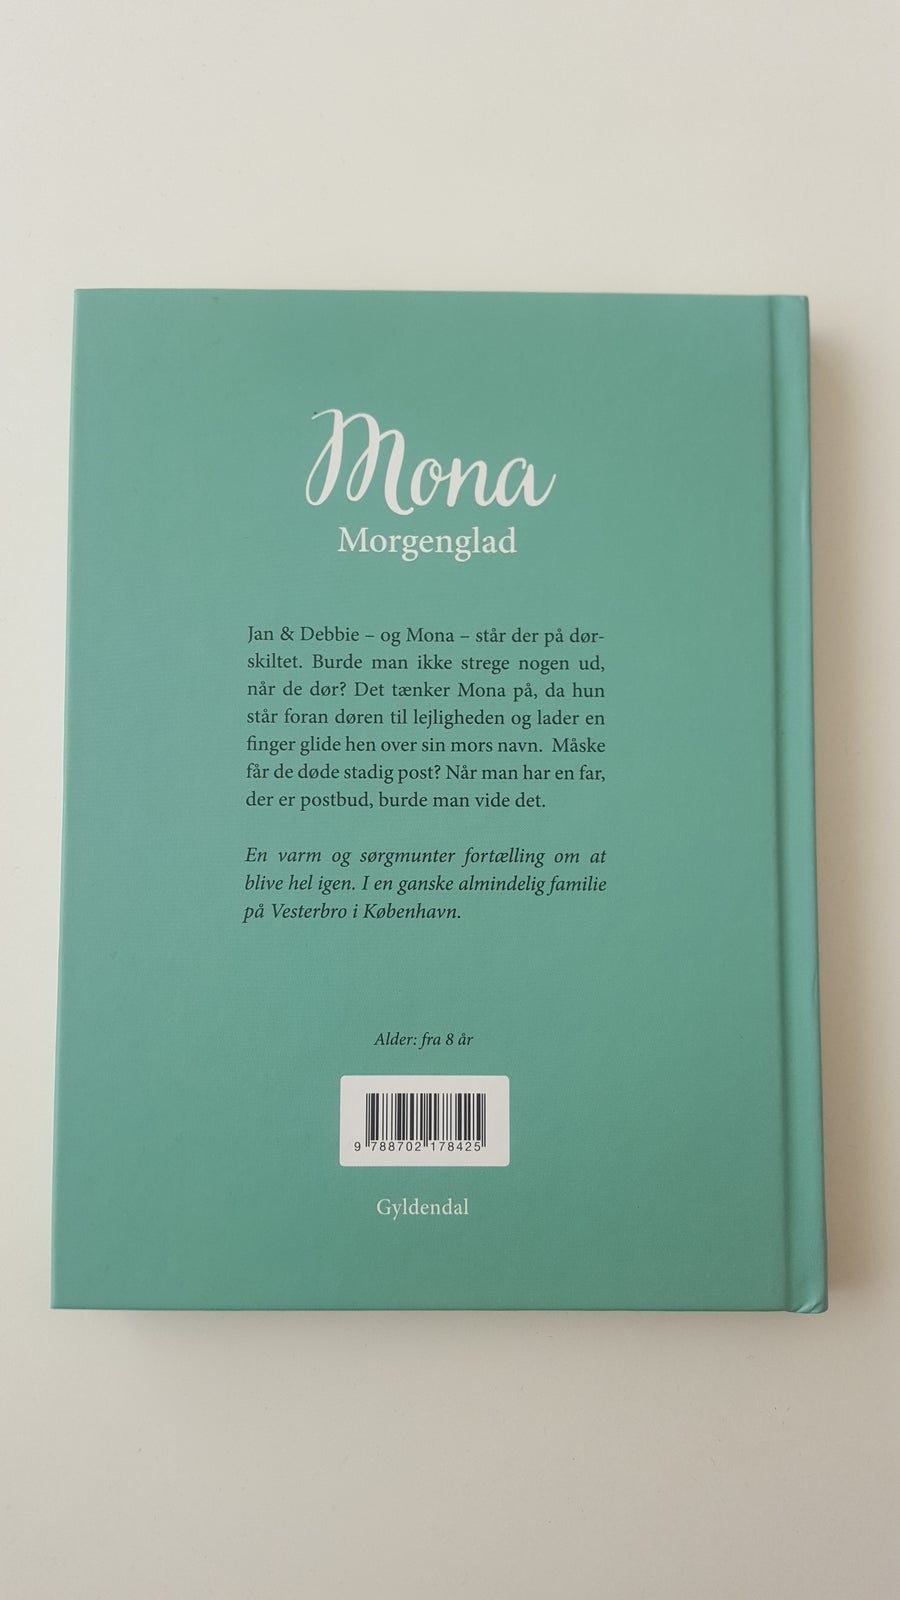 Mona
Morgenglad
Jan & Debbie – og Mona – står der på dør-
skiltet. Burde man ikke strege nogen ud,
når de dør? Det tænker Mona på, da hun
står foran døren til lejligheden og lader en
finger glide hen over sin mors navn. Måske
får de døde stadig post? Når man har en far,
der er postbud, burde man vide det.
En varm og sørgmunter fortælling om at
blive hel igen. I en ganske almindelig familie
på Vesterbro i København.
Alder: fra 8 år
9 788702 178425
Gyldendal